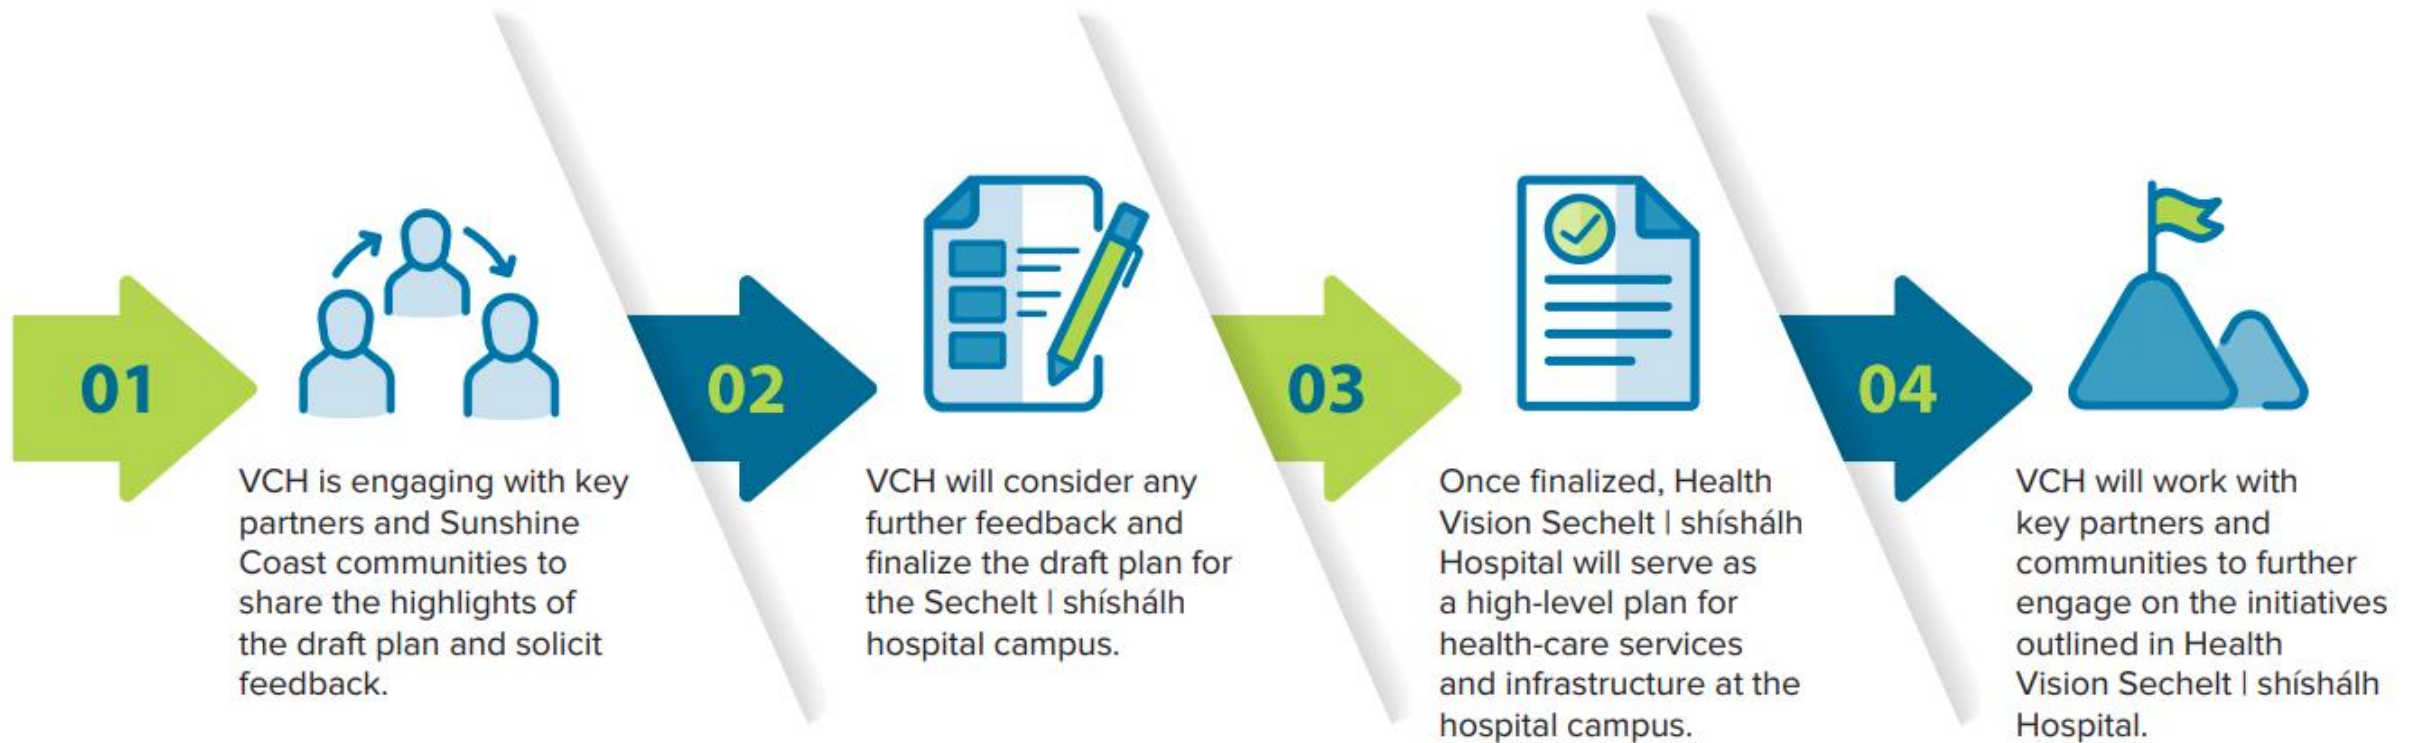 01
VCH is engaging with key
partners and Sunshine
Coast communities to
share the highlights of
the draft plan and solicit
feedback.
02
VCH will consider any
further feedback and
finalize the draft plan for
the Sechelt | shíshálh
hospital campus.
03
Once finalized, Health
Vision Sechelt | shíshálh
Hospital will serve as
a high-level plan for
health-care services
and infrastructure at the
hospital campus.
04
VCH will work with
key partners and
communities to further
engage on the initiatives
outlined in Health
Vision Sechelt | shíshálh
Hospital.